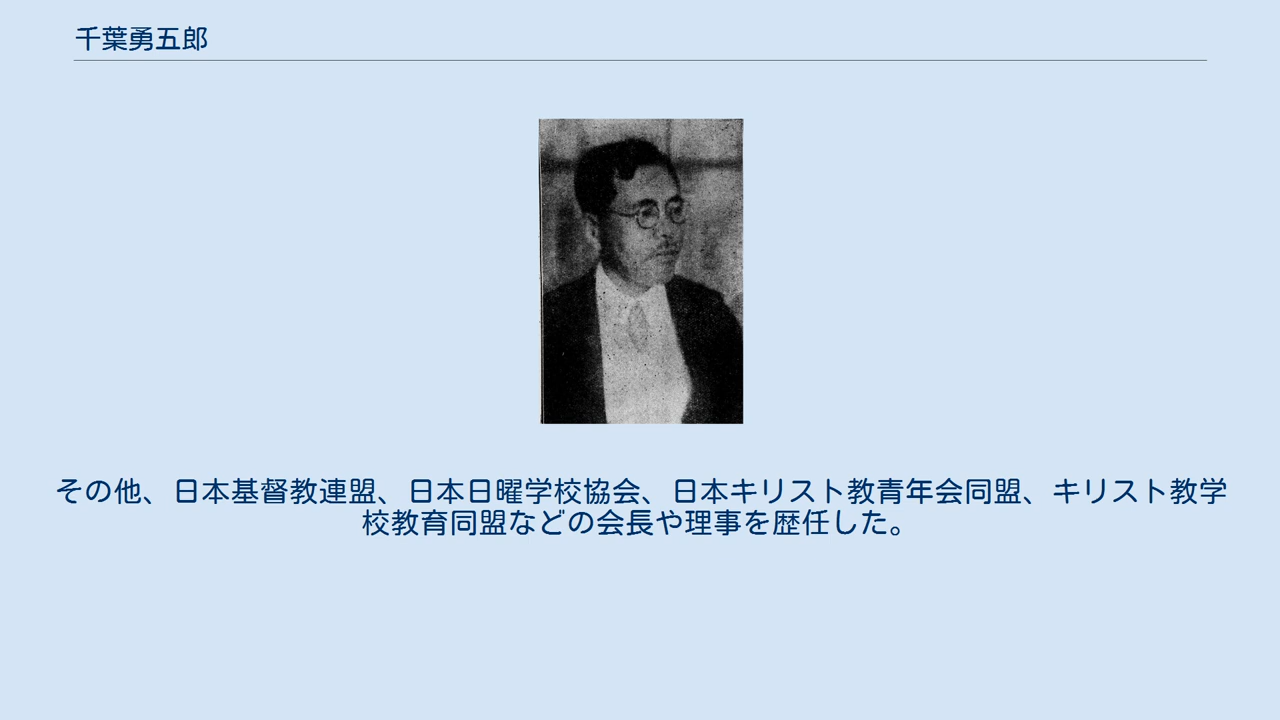 千葉勇五郎
その他、日本基督教連盟、日本日曜学校協会、日本キリスト教青年会同盟、キリスト教学
校教育同盟などの会長や理事を歴任した。